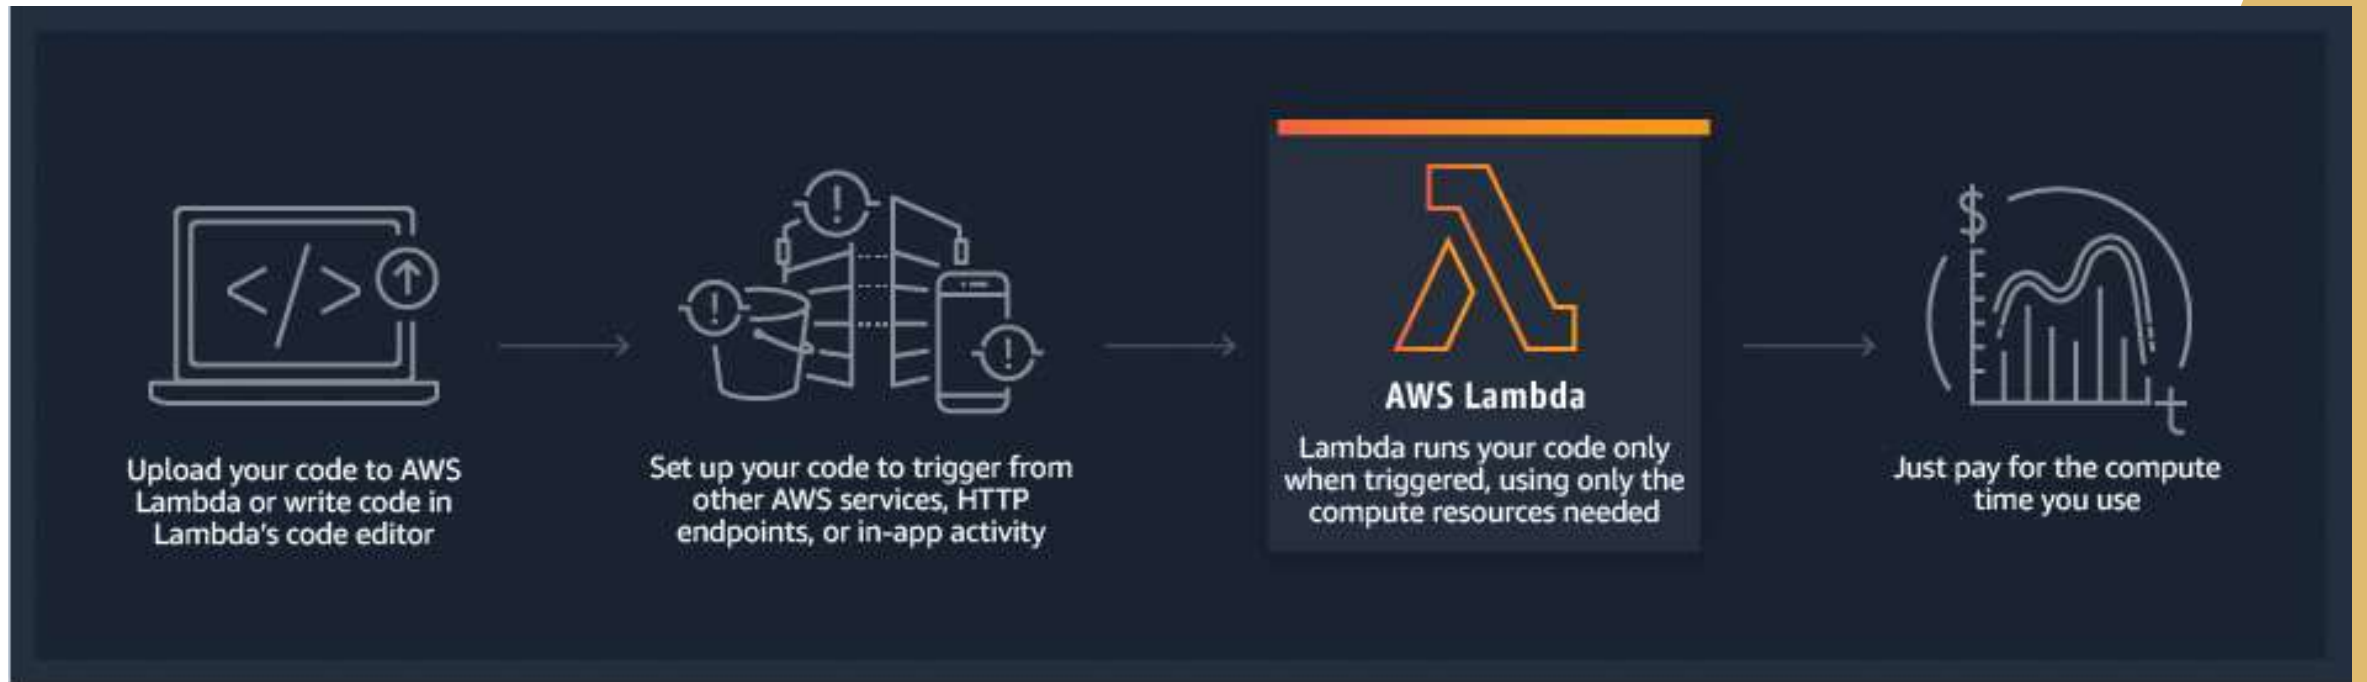 Upload your code to AWS
Lambda or write code in
Lambda's code editor
Set up your code to trigger from
other AWS services, HTTP
endpoints, or in-app activity
AWS Lambda
Lambda runs your code only
when triggered, using only the
compute resources needed
$
t
Just pay for the compute
time you use